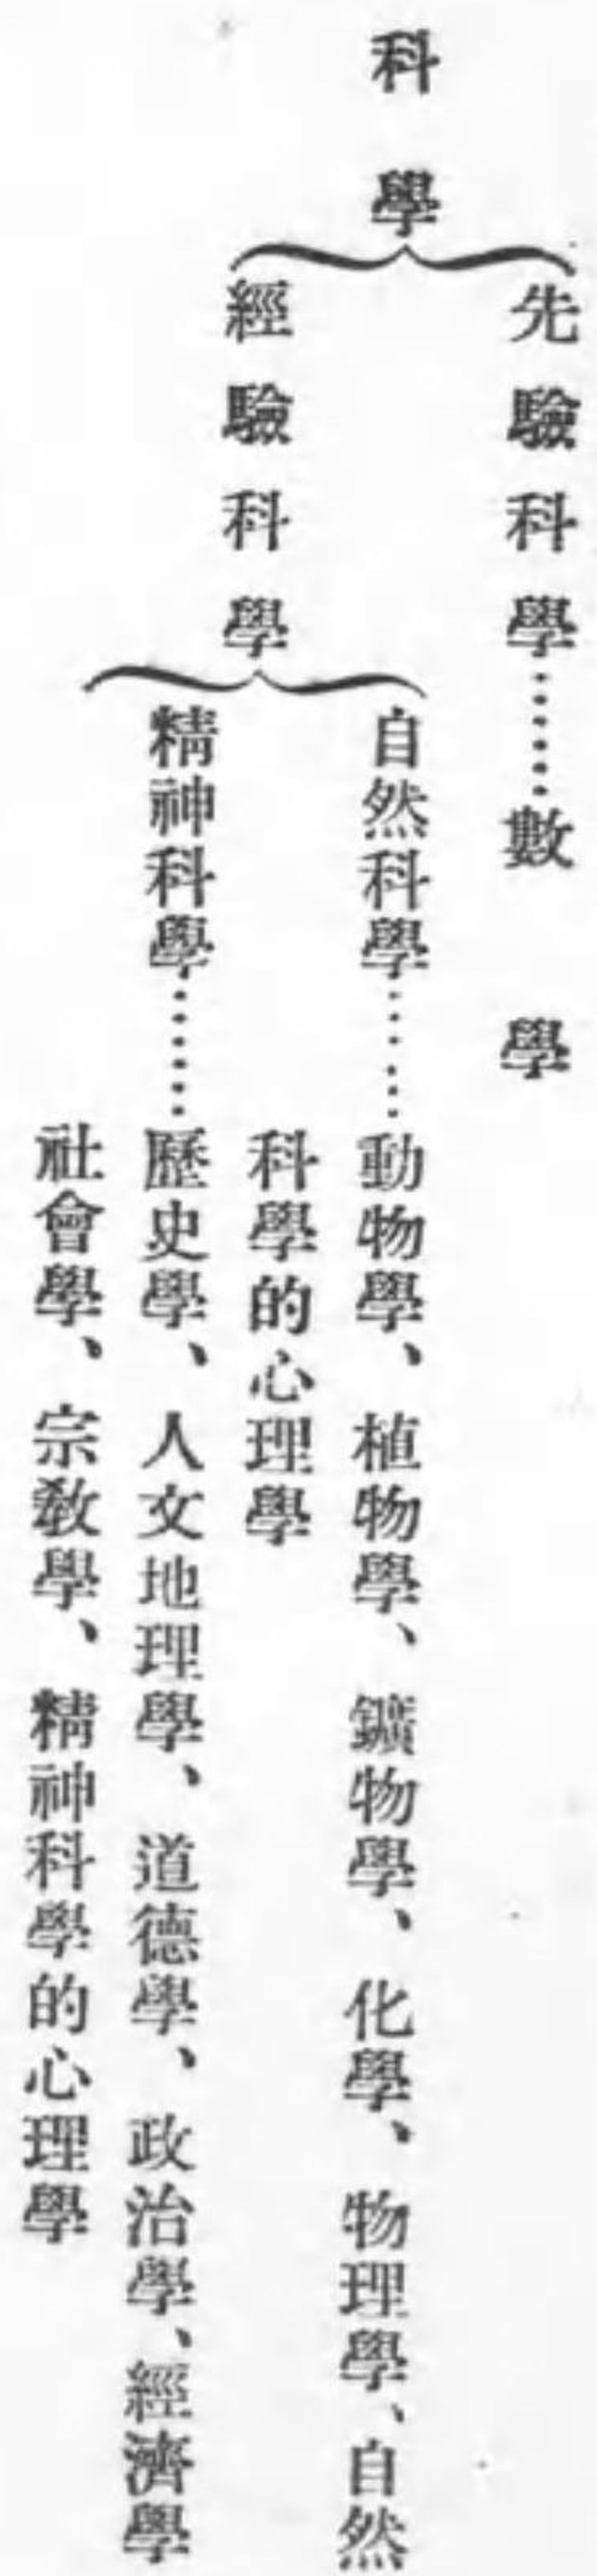 科學
先驗科學……數學
經驗科學
自然科學……動物學、植物學、鑛物學、化學、物理學、自然
科學的心理學
精神科學……歷史學、人文地理學、道德學、政治學、經濟學
社會學、宗教學、精神科學的心理學